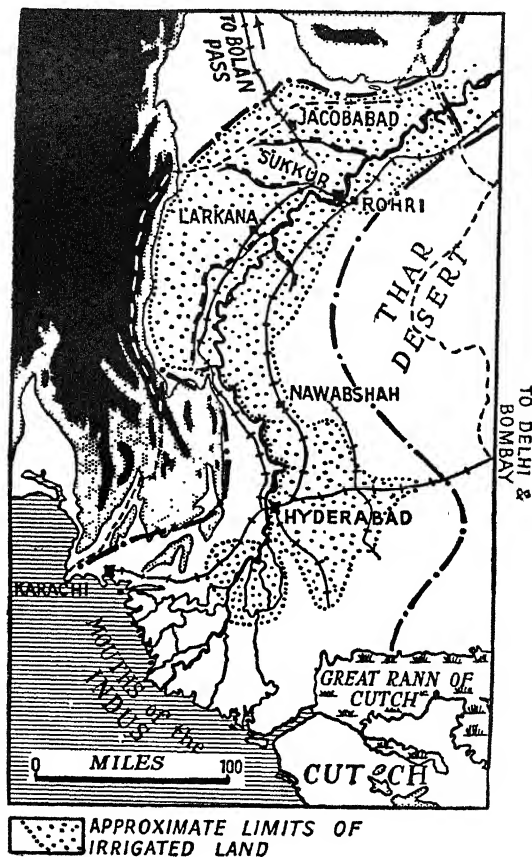 TO BOLAN
PASS
JACOBABAD
SUKKUR
ROHRI
LARKANA
THAR
DESERT
NAWABSHAH
TO DELHI &
BOMBAY
HYDERABAD
KARACHI
MOUTHS of the
INDUS
GREAT RANN OF
CUTCH
0 MILES 100
CUTCH
APPROXIMATE LIMITS OF
IRRIGATED LAND